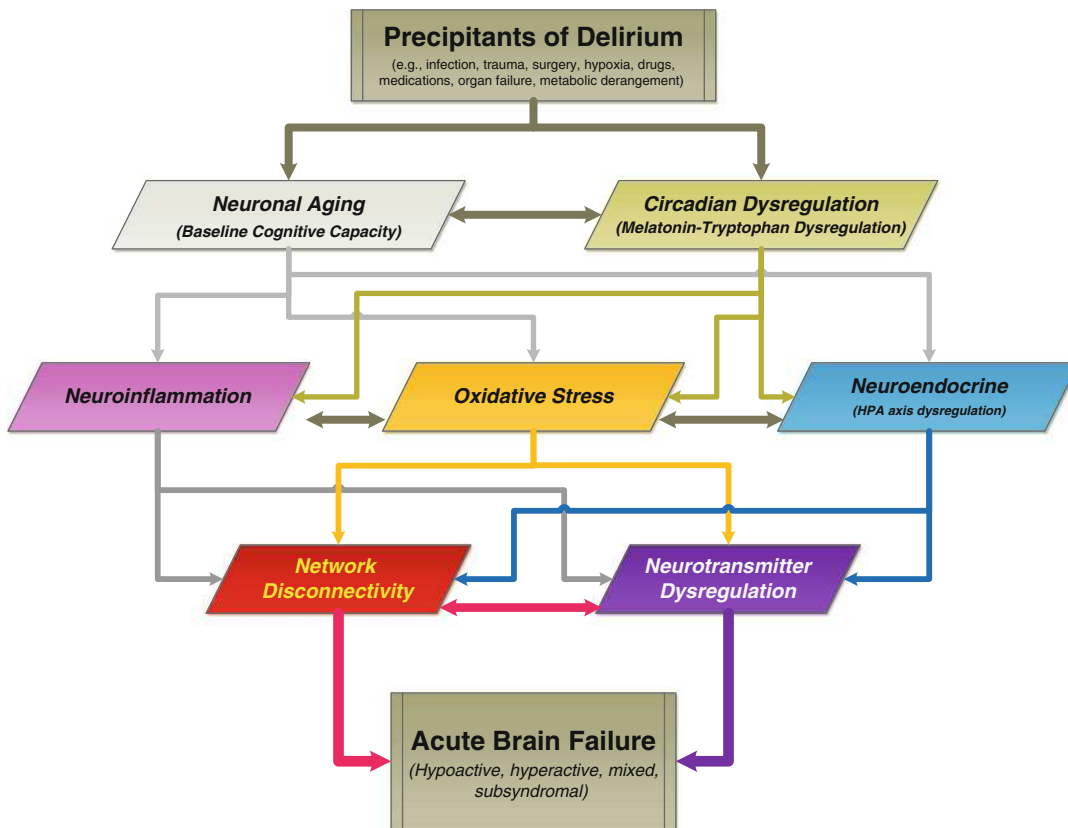 Precipitants of Delirium
(e.g., infection, trauma, surgery, hypoxia, drugs,
medications, organ failure, metabolic derangement)
Neuronal Aging
(Baseline Cognitive Capacity)
Circadian Dysregulation
(Melatonin-Tryptophan Dysregulation)
Neuroinflammation
Oxidative Stress
Neuroendocrine
(HPA axis dysregulation)
Network
Disconnectivity
Neurotransmitter
Dysregulation
Acute Brain Failure
(Hypoactive, hyperactive, mixed,
subsyndromal)